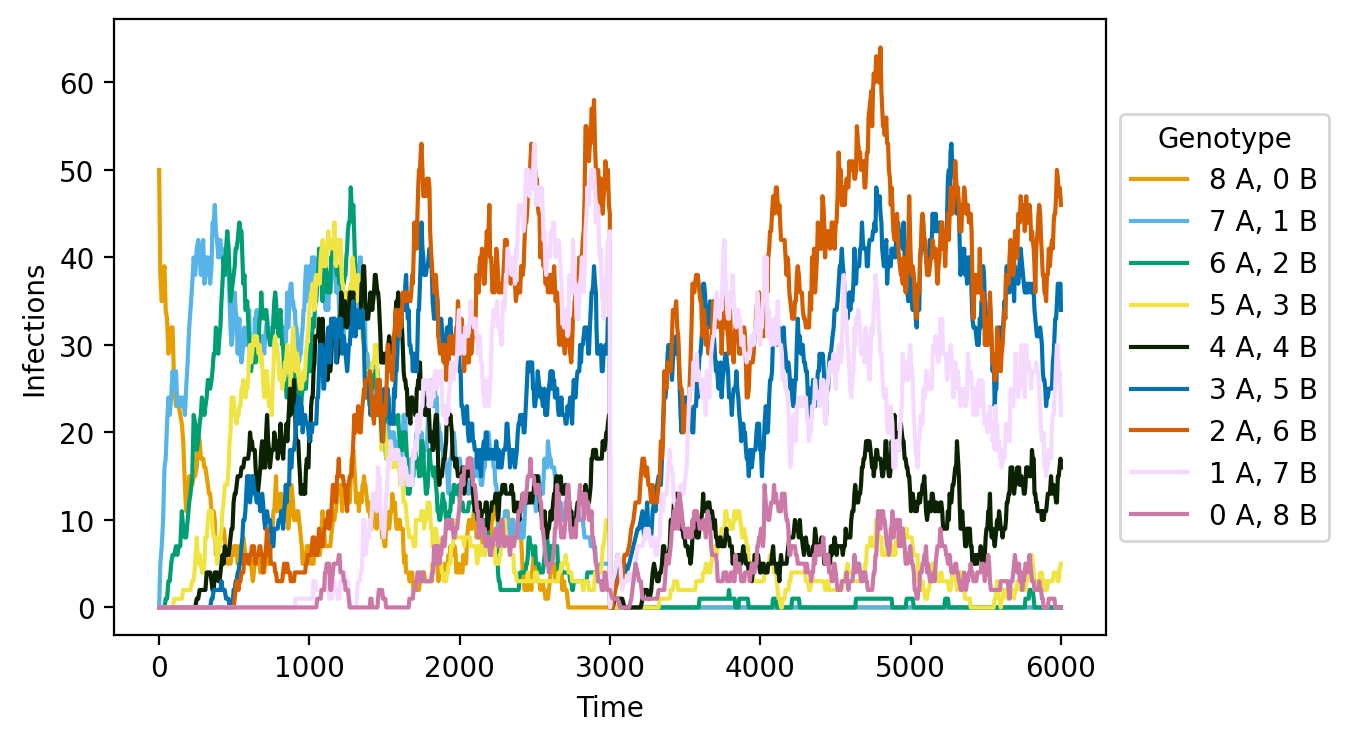 Infections
60
50
40
30
20
10
0
0 1000 2000 3000 4000 5000 6000
Time
Genotype
8 A, 0 B
7 A, 1 B
6 A, 2 B
5 A, 3 B
4 A, 4 B
3 A, 5 B
2 A, 6 B
1 A, 7 B
0 A, 8 B